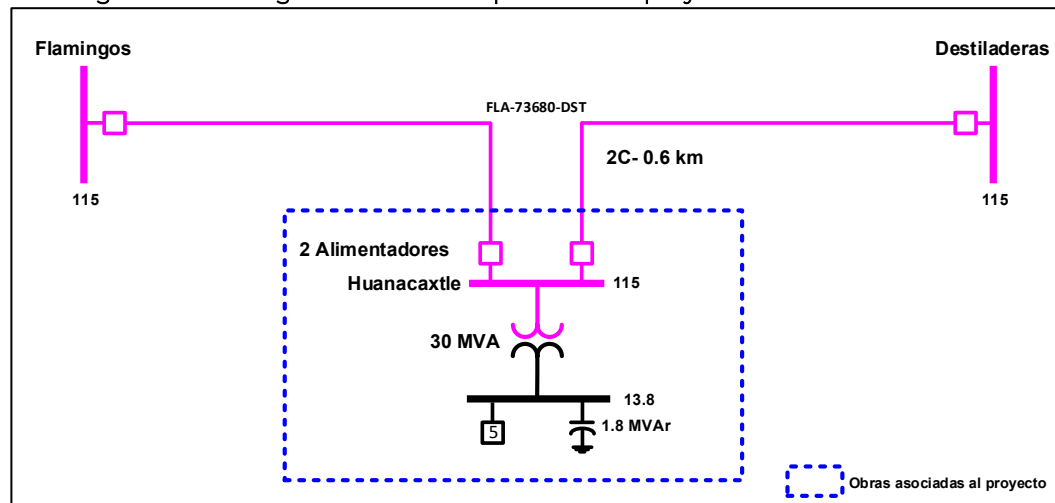 Flamingos
Destiladeras
FLA-73680-DST
2C- 0.6 km
115
115
2 Alimentadores
Huanacaxtle
115
30 MVA
13.8
5
1.8 MVAr
Obras asociadas al proyecto